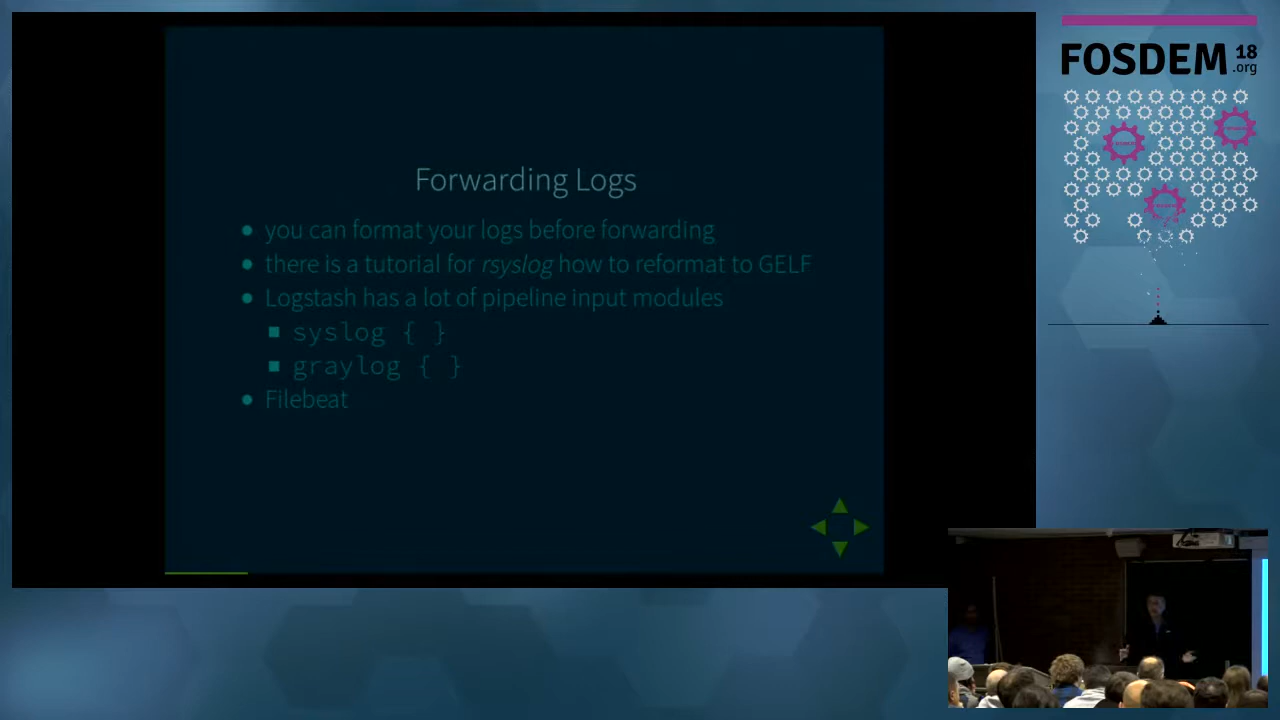 FOSDEM 18
.org
Forwarding Logs
you can format your logs before forwarding
there is a tutorial for rsyslog how to reformat to GELF
Logstash has a lot of pipeline input modules
syslog { }
graylog { }
Filebeat